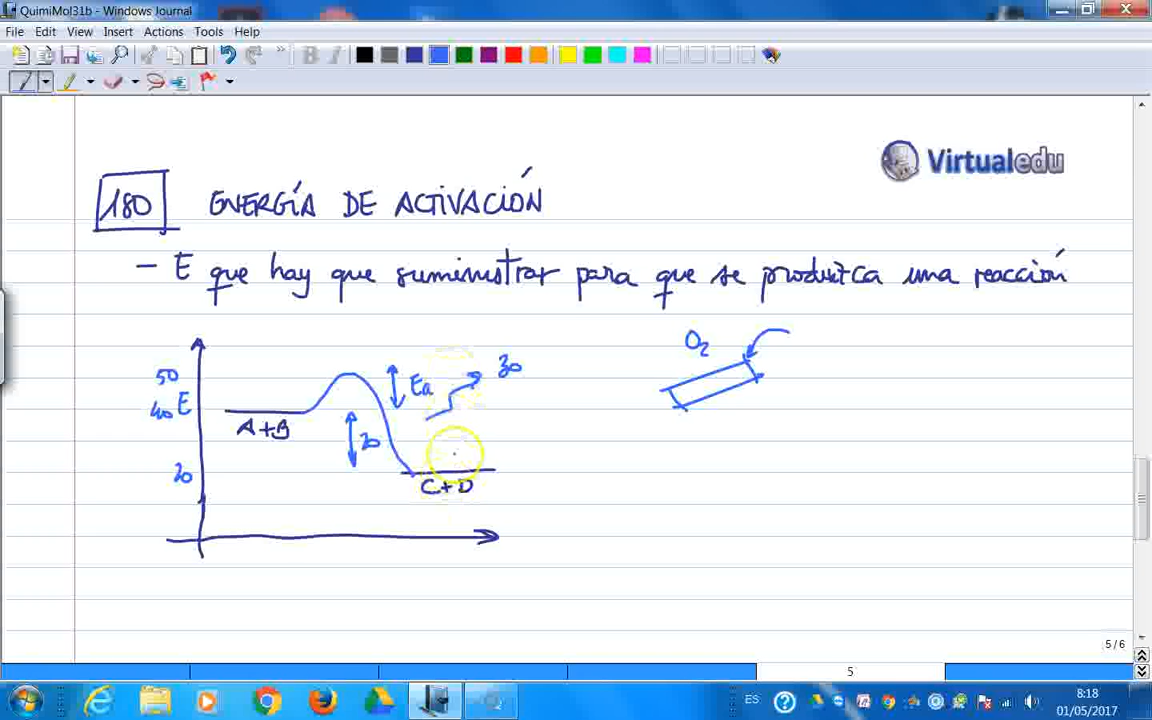 QuimiMol31b - Windows Journal
File Edit View Insert Actions Tools Help
B I
Virtualedu
180 ENERGÍA DE ACTIVACIÓN
- E que hay que suministrar para que se produzca una reacción
O2
50
30
Ea
40 E
A+B
20
20
C+D
5 / 6
5
ES
8:18
01/05/2017